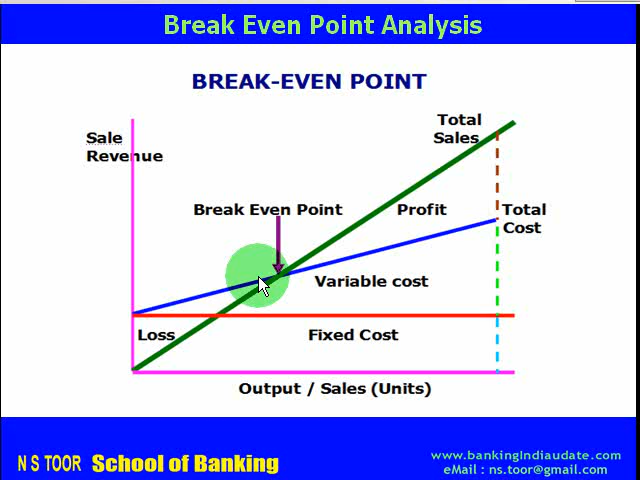 Break Even Point Analysis
BREAK-EVEN POINT
Total
Sales
Sale
Revenue
Break Even Point
Profit
Total
Cost
Variable cost
Loss
Fixed Cost
Output / Sales (Units)
N S TOOR School of Banking
www.bankingIndiaudate.com
eMail : ns.toor@gmail.com